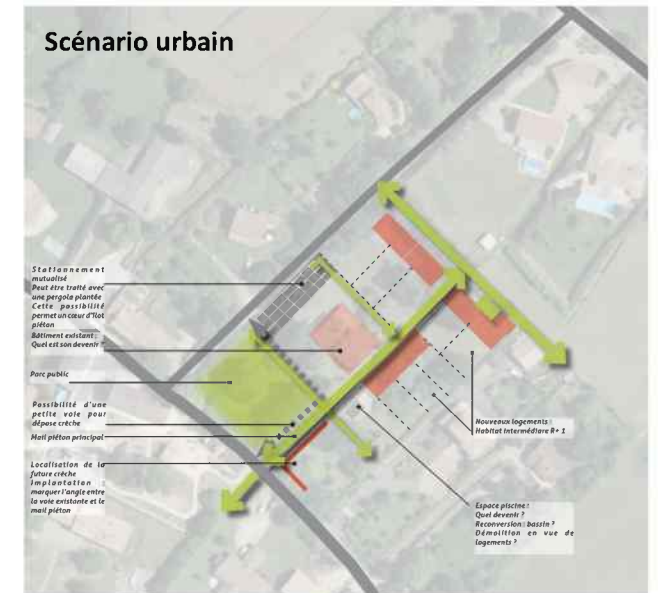 Scénario urbain
Stationnement
mutualisé
Peut être traité avec
une pergola plantée
Cette possibilité
permet un cœur d'îlot
piéton
Bâtiment existant :
Quel est son devenir ?
Parc public
Possibilité d'une
petite voie pour
dépose crèche
Mail piéton principal
Localisation de la
future crèche
Implantation :
marquer l'angle entre
la voie existante et le
mail piéton
Nouveaux logements :
Habitat intermédiare R+ 1
Espace piscine :
Quel devenir ?
Reconversion : bassin ?
Démolition en vue de
logements ?